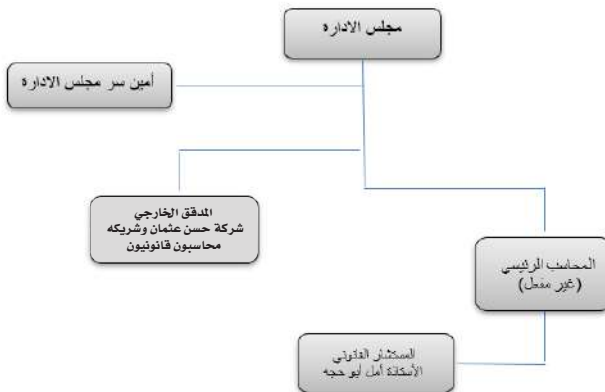 مجلس الادارة
أمين سر مجلس الادارة
المدقق الخارجي
شركة حسن عثمان وشريكه
محاسبون قانونيون
المحاسب الرئيسي
(غير مفعل)
المستشار القانوني
الأستاذة أمل ابو حجه